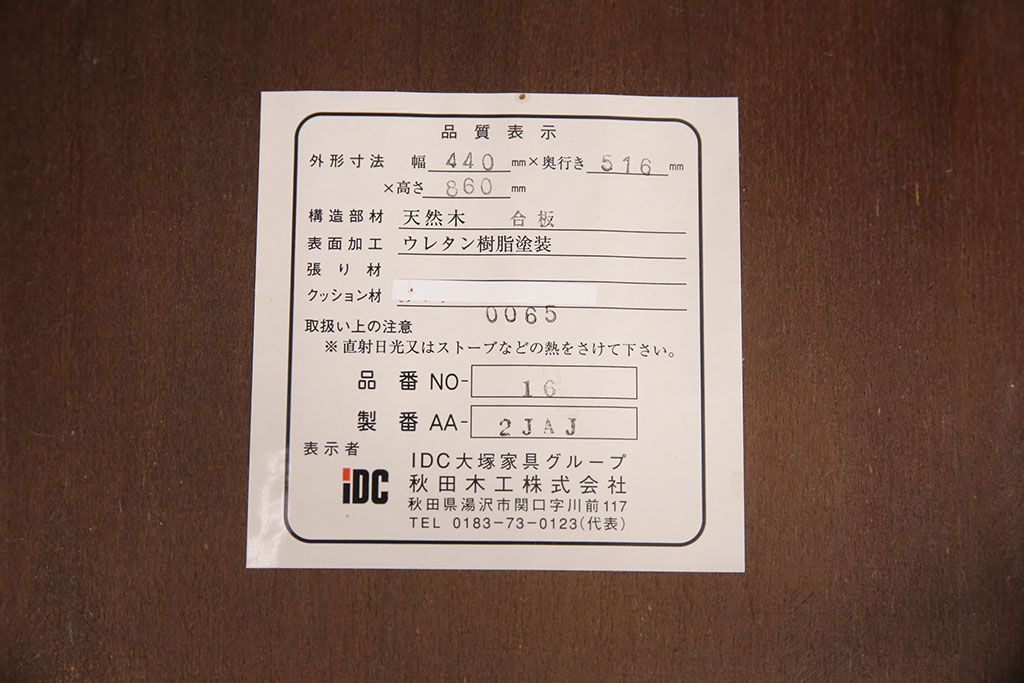 品質表示
外形寸法 幅 440 mm×奥行き 516 mm
×高さ 860 mm
構造部材 天然木 合板
表面加工 ウレタン樹脂塗装
張り材
クッション材
0065
取扱い上の注意
※直射日光又はストーブなどの熱をさけて下さい。
品番 NO- 16
製番 AA- 2JAJ
表示者
iDC
IDC大塚家具グループ
秋田木工株式会社
秋田県湯沢市関口字川前117
TEL 0183-73-0123(代表)